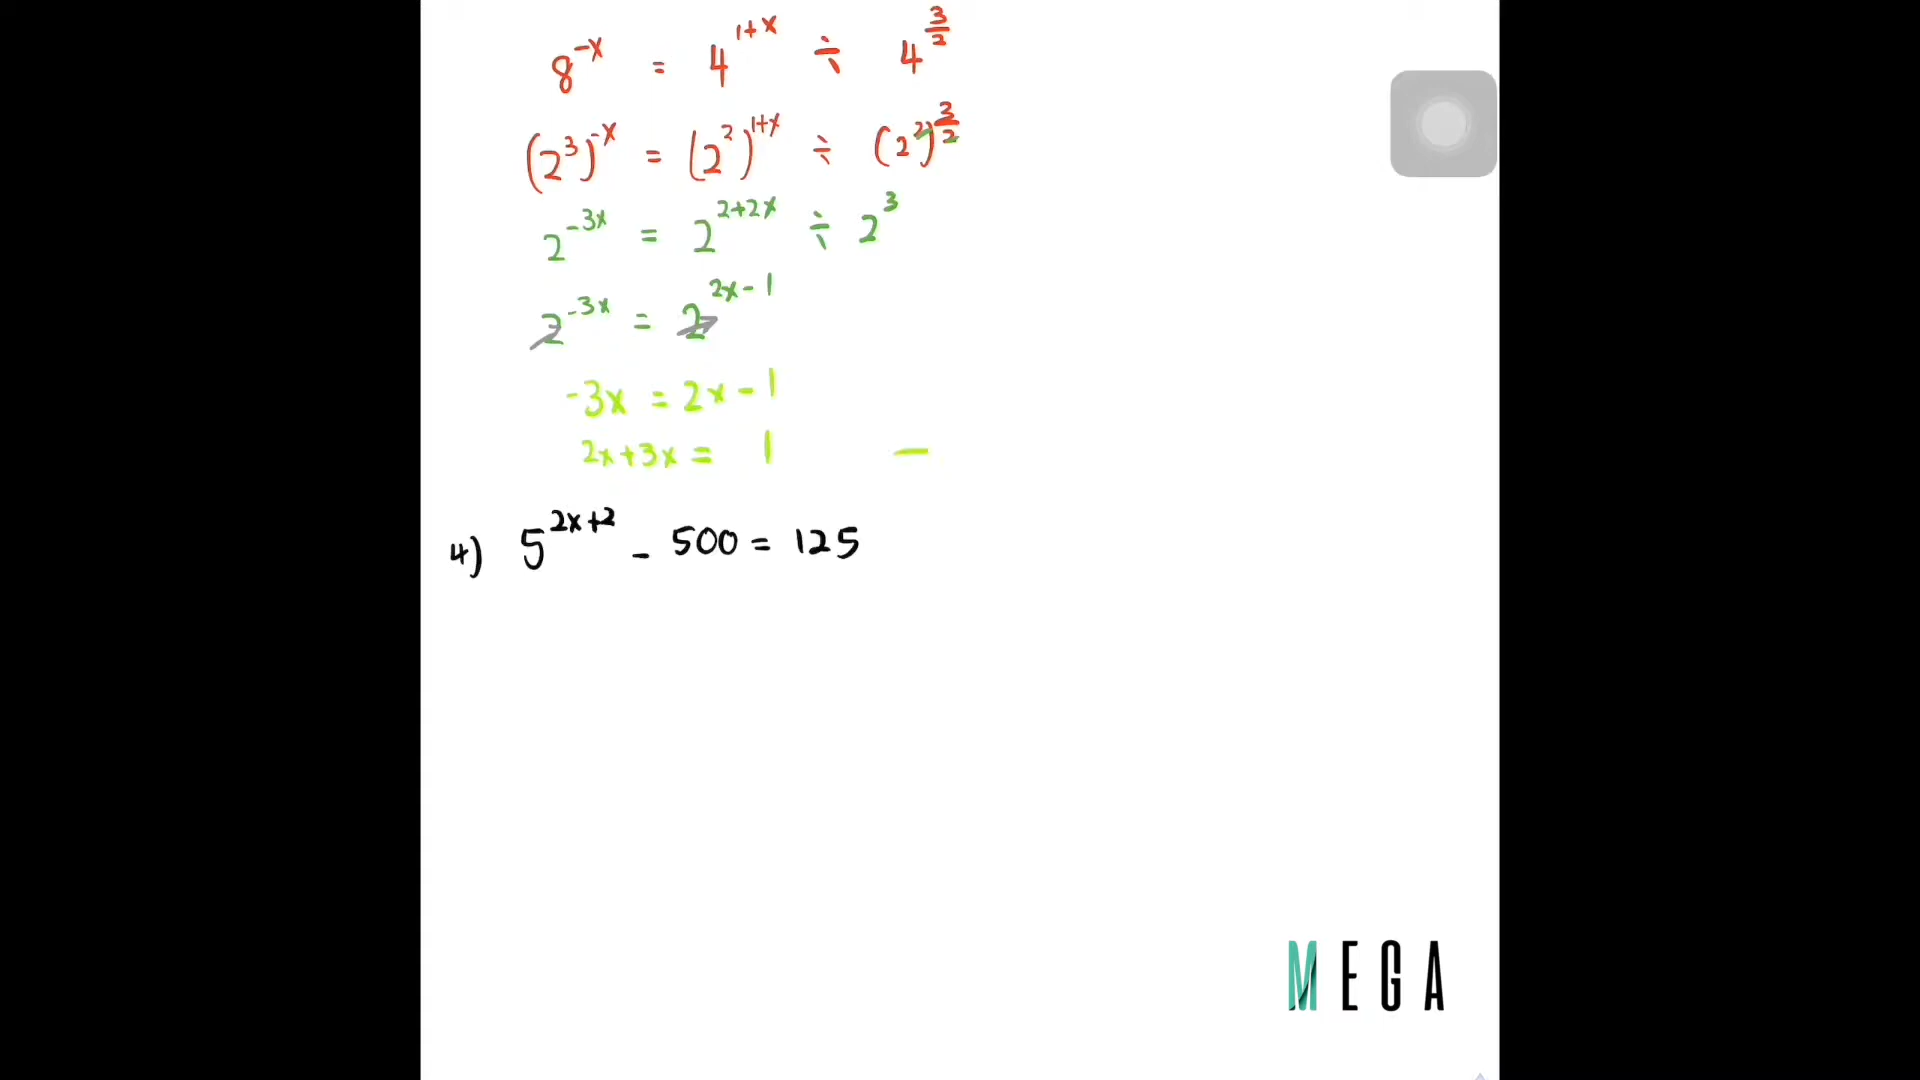 8^{-x} = 4^{1+x} ÷ 4^{\frac{3}{2}}
(2^3)^{-x} = (2^2)^{1+x} ÷ (2^2)^{\frac{3}{2}}
2^{-3x} = 2^{2+2x} ÷ 2^3
2^{-3x} = 2^{2x-1}
-3x = 2x - 1
2x + 3x = 1 —
4) 5^{2x+2} - 500 = 125
MEGA